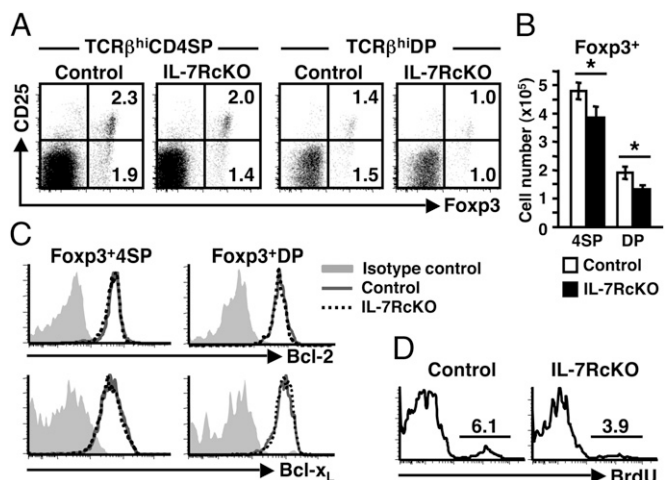 A
TCRβhiCD4SP
TCRβhiDP
Control
IL-7RcKO
Control
IL-7RcKO
CD25
2.3
1.9
2.0
1.4
1.4
1.5
1.0
1.0
Foxp3
B
Foxp3+
Cell number (x10⁵)
5
4
3
2
1
0
*
*
4SP
DP
Control
IL-7RcKO
C
Foxp3+4SP
Foxp3+DP
Isotype control
Control
IL-7RcKO
Bcl-2
Bcl-xL
D
Control
IL-7RcKO
6.1
3.9
BrdU